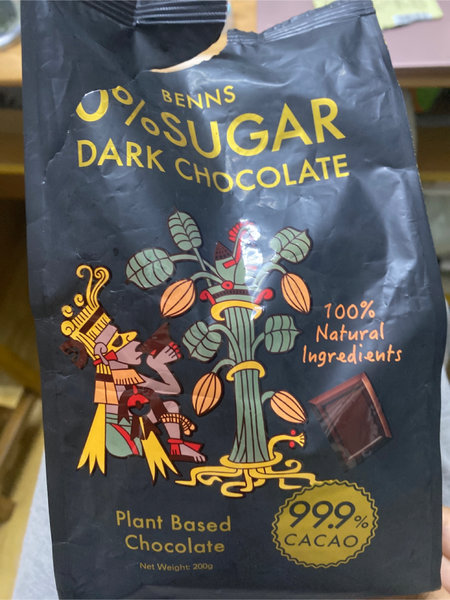 BENNS
0%SUGAR
DARK CHOCOLATE
100%
Natural
Ingredients
99.9%
CACAO
Plant Based
Chocolate
Net Weight: 200g